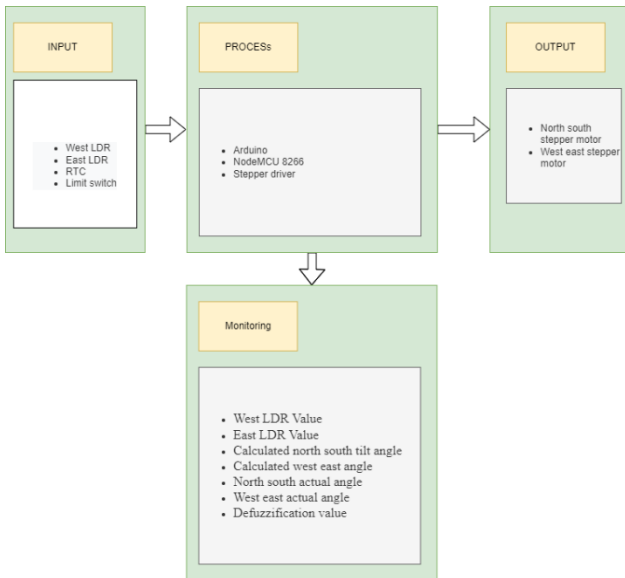 INPUT
West LDR
East LDR
RTC
Limit switch
PROCESs
Arduino
NodeMCU 8266
Stepper driver
OUTPUT
North south
stepper motor
West east stepper
motor
Monitoring
West LDR Value
East LDR Value
Calculated north south tilt angle
Calculated west east angle
North south actual angle
West east actual angle
Defuzzification value